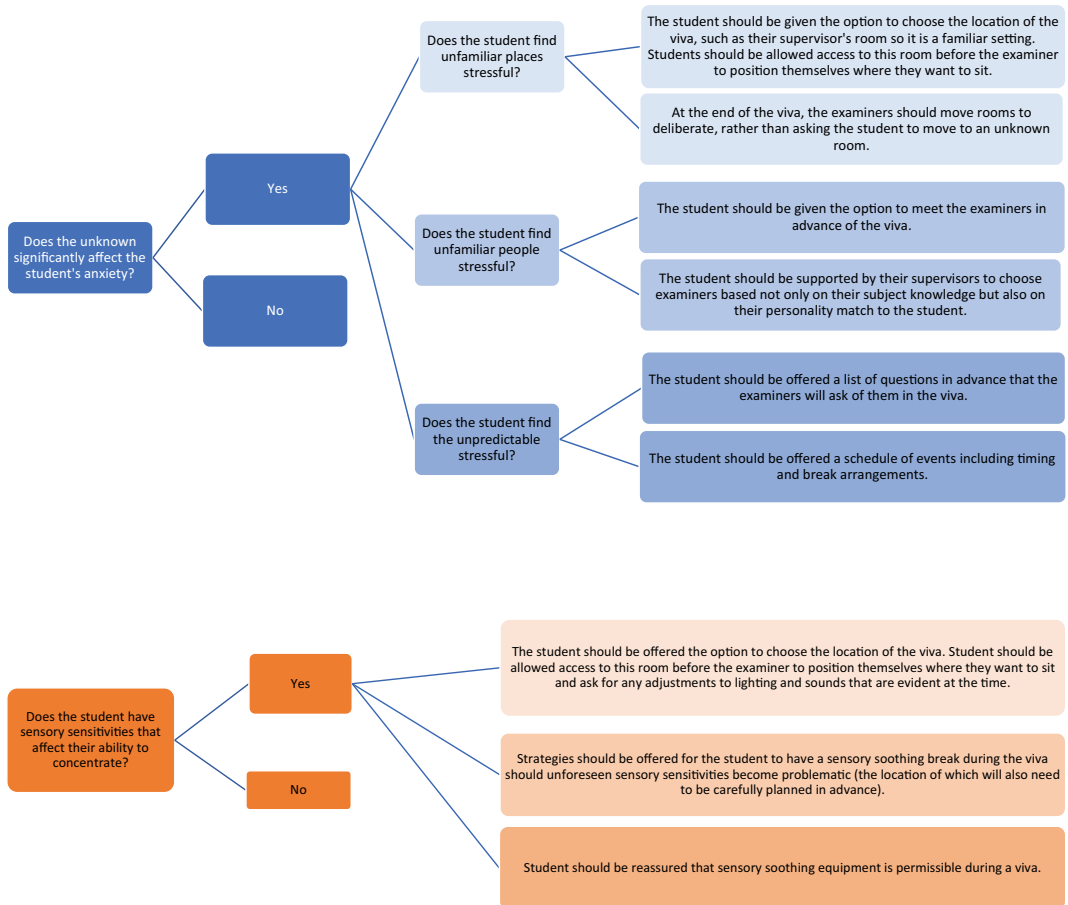 Does the unknown
significantly affect the
student's anxiety?
Yes
No
Does the student find
unfamiliar places
stressful?
The student should be given the option to choose the location of the
viva, such as their supervisor's room so it is a familiar setting.
Students should be allowed access to this room before the examiner
to position themselves where they want to sit.
At the end of the viva, the examiners should move rooms to
deliberate, rather than asking the student to move to an unknown
room.
Does the student find
unfamiliar people
stressful?
The student should be given the option to meet the examiners in
advance of the viva.
The student should be supported by their supervisors to choose
examiners based not only on their subject knowledge but also on
their personality match to the student.
Does the student find
the unpredictable
stressful?
The student should be offered a list of questions in advance that the
examiners will ask of them in the viva.
The student should be offered a schedule of events including timing
and break arrangements.
Does the student have
sensory sensitivities that
affect their ability to
concentrate?
Yes
No
The student should be offered the option to choose the location of the viva. Student should be
allowed access to this room before the examiner to position themselves where they want to sit
and ask for any adjustments to lighting and sounds that are evident at the time.
Strategies should be offered for the student to have a sensory soothing break during the viva
should unforeseen sensory sensitivities become problematic (the location of which will also need
to be carefully planned in advance).
Student should be reassured that sensory soothing equipment is permissible during a viva.